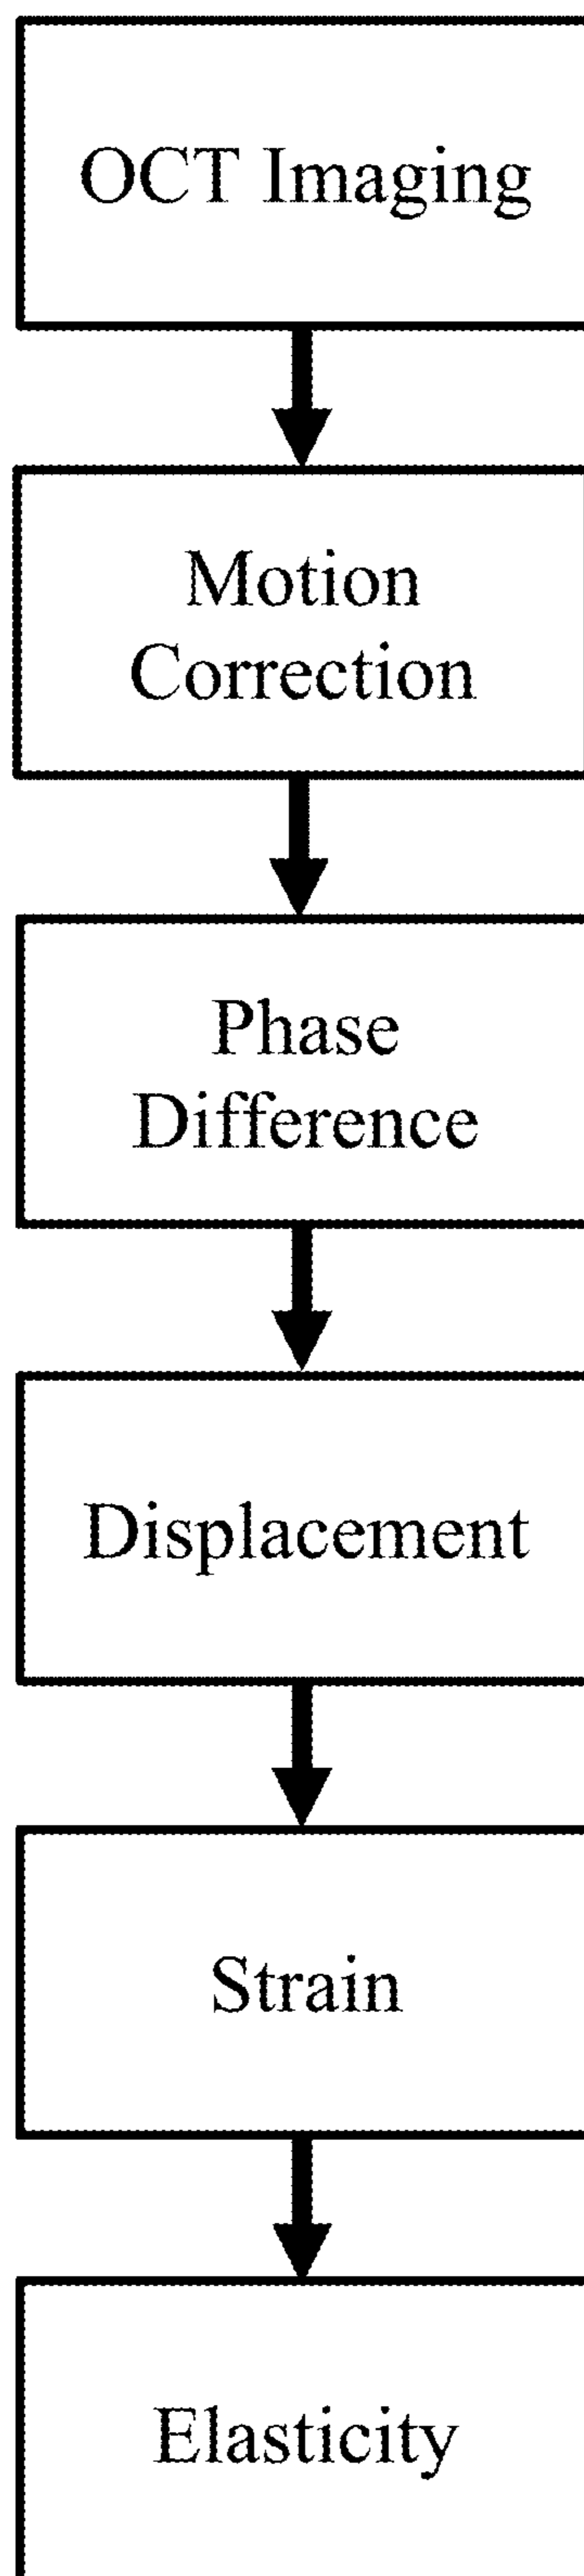 OCT Imaging
Motion
Correction
Phase
Difference
Displacement
Strain
Elasticity